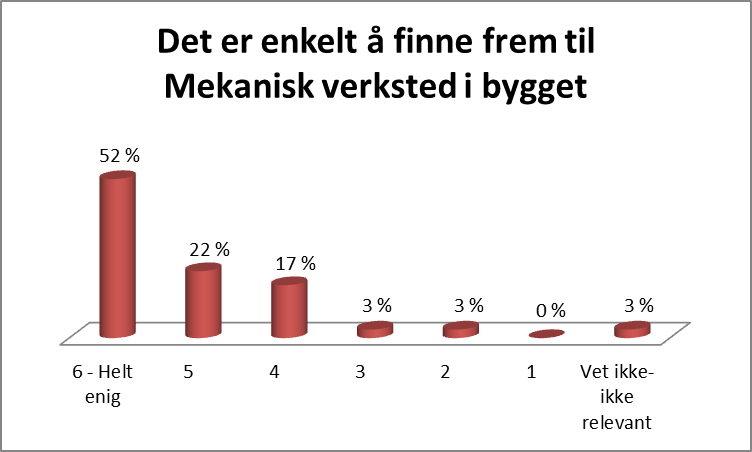 Det er enkelt å finne frem til
Mekanisk verksted i bygget
52 %
22 %
17 %
3 %
3 %
0 %
3 %
6 - Helt
enig
5
4
3
2
1
Vet ikke-
ikke
relevant